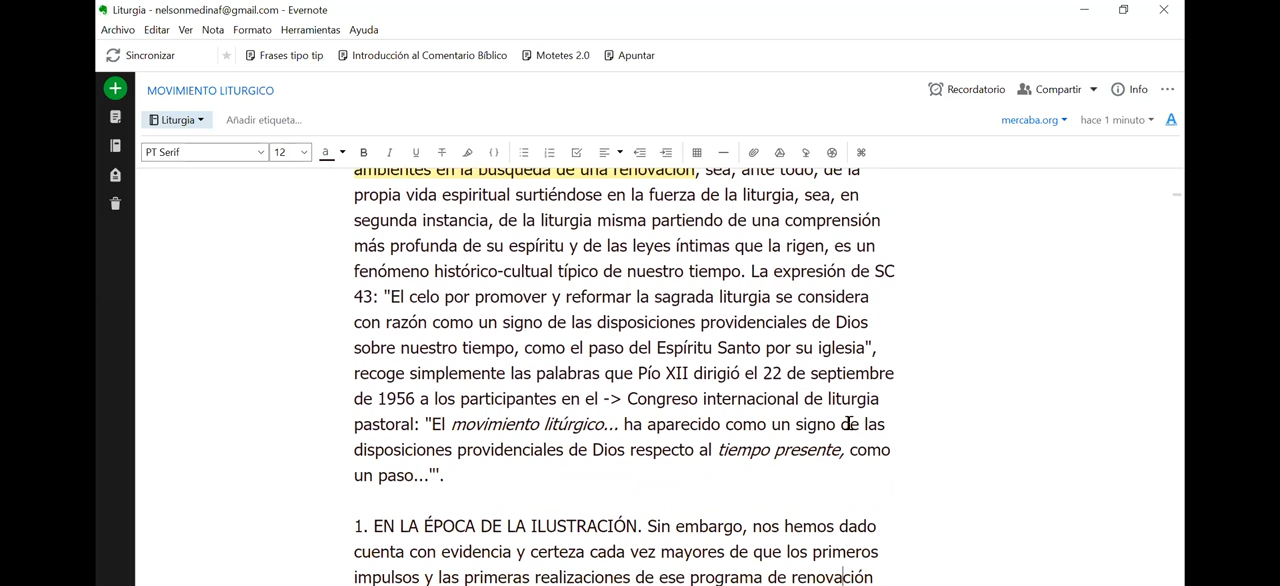 Liturgia - nelsonmedinaf@gmail.com - Evernote
Archivo Editar Ver Nota Formato Herramientas Ayuda
Sincronizar Frases tipo tip Introducción al Comentario Bíblico Motetes 2.0 Apuntar
MOVIMIENTO LITURGICO Recordatorio Compartir Info
Liturgia Añadir etiqueta... mercaba.org hace 1 minuto
PT Serif 12
ambientes en la búsqueda de una renovación, sea, ante todo, de la
propia vida espiritual surtiéndose en la fuerza de la liturgia, sea, en
segunda instancia, de la liturgia misma partiendo de una comprensión
más profunda de su espíritu y de las leyes íntimas que la rigen, es un
fenómeno histórico-cultual típico de nuestro tiempo. La expresión de SC
43: "El celo por promover y reformar la sagrada liturgia se considera
con razón como un signo de las disposiciones providenciales de Dios
sobre nuestro tiempo, como el paso del Espíritu Santo por su iglesia",
recoge simplemente las palabras que Pío XII dirigió el 22 de septiembre
de 1956 a los participantes en el -> Congreso internacional de liturgia
pastoral: "El movimiento litúrgico... ha aparecido como un signo de las
disposiciones providenciales de Dios respecto al tiempo presente, como
un paso..."'.
1. EN LA ÉPOCA DE LA ILUSTRACIÓN. Sin embargo, nos hemos dado
cuenta con evidencia y certeza cada vez mayores de que los primeros
impulsos y las primeras realizaciones de ese programa de renovación